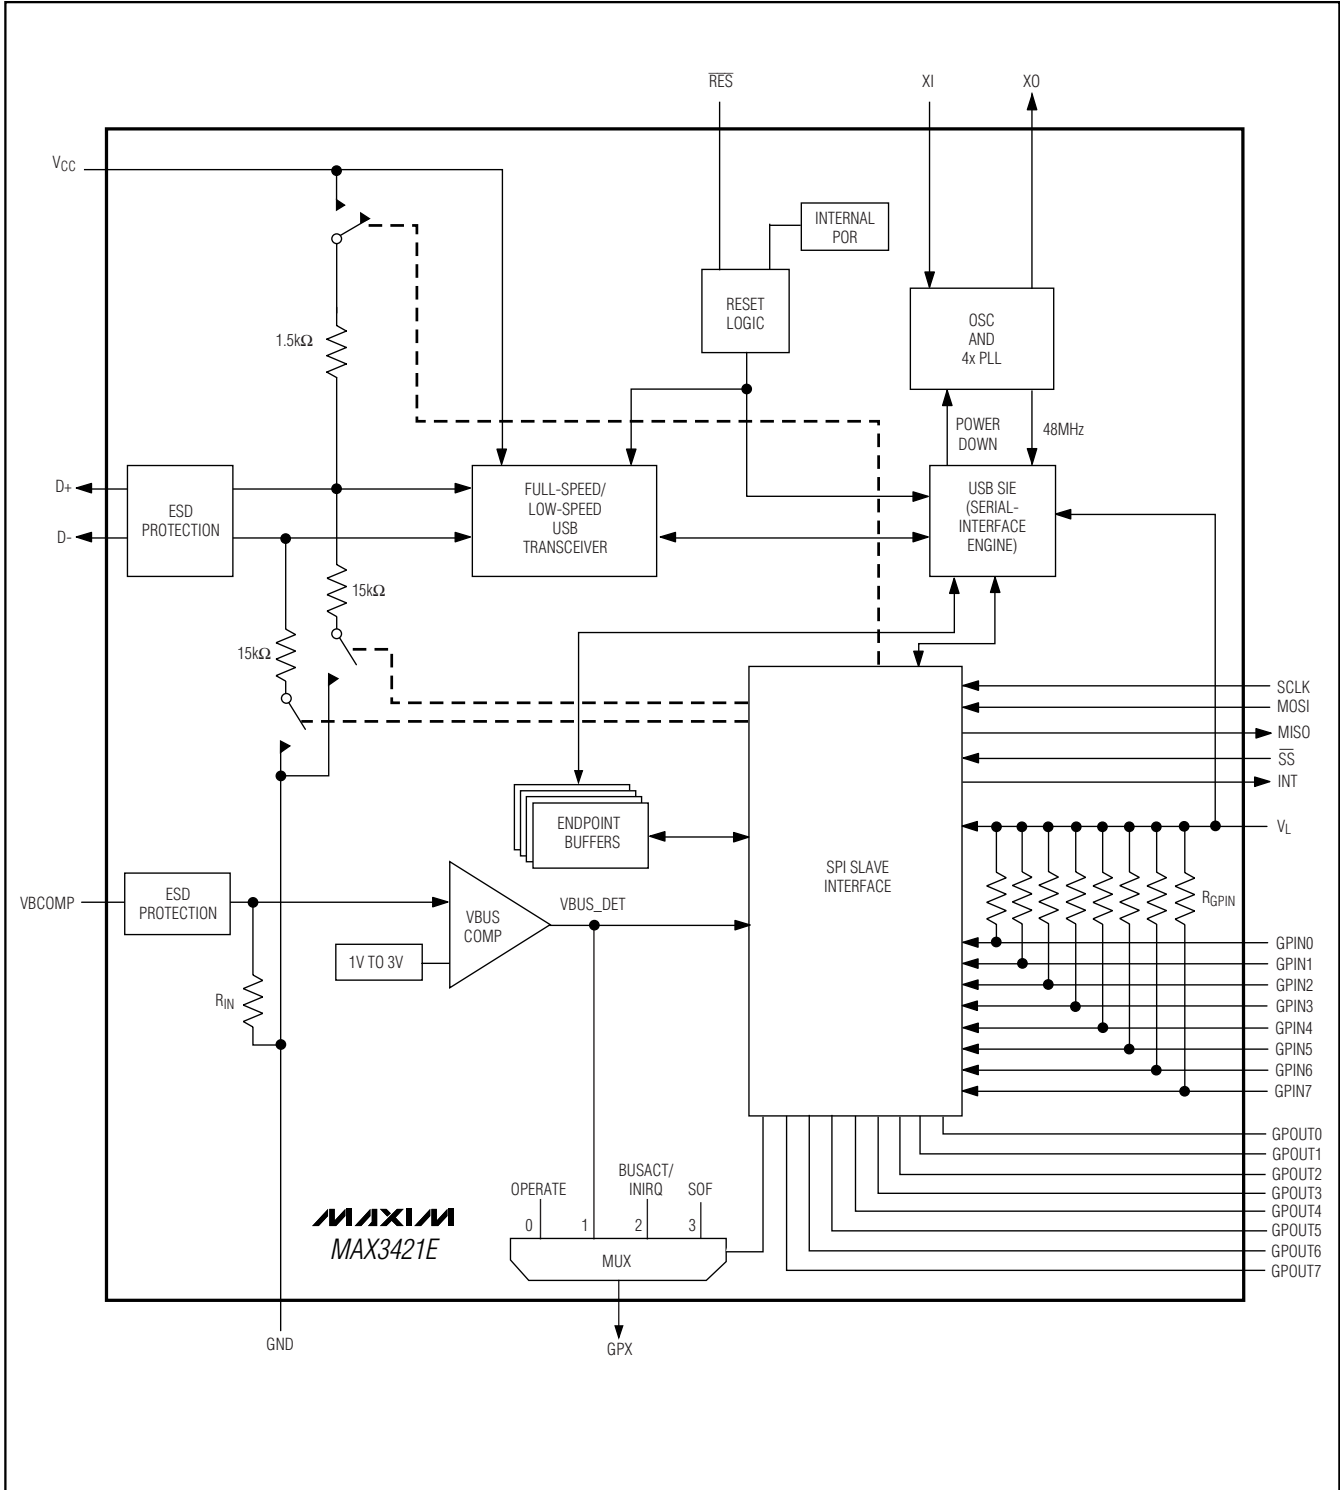 RES
XI
XO
VCC
INTERNAL
POR
RESET
LOGIC
OSC
AND
4x PLL
1.5kΩ
POWER
DOWN
48MHz
D+
D-
ESD
PROTECTION
FULL-SPEED/
LOW-SPEED
USB
TRANSCEIVER
USB SIE
(SERIAL-
INTERFACE
ENGINE)
15kΩ
15kΩ
SCLK
MOSI
MISO
SS
INT
VL
ENDPOINT
BUFFERS
SPI SLAVE
INTERFACE
VBCOMP
ESD
PROTECTION
VBUS
COMP
VBUS_DET
1V TO 3V
RIN
RGPIN
GPIN0
GPIN1
GPIN2
GPIN3
GPIN4
GPIN5
GPIN6
GPIN7
GPOUT0
GPOUT1
GPOUT2
GPOUT3
GPOUT4
GPOUT5
GPOUT6
GPOUT7
OPERATE
BUSACT/
INIRQ
SOF
0
1
2
3
MUX
MAXIM
MAX3421E
GND
GPX